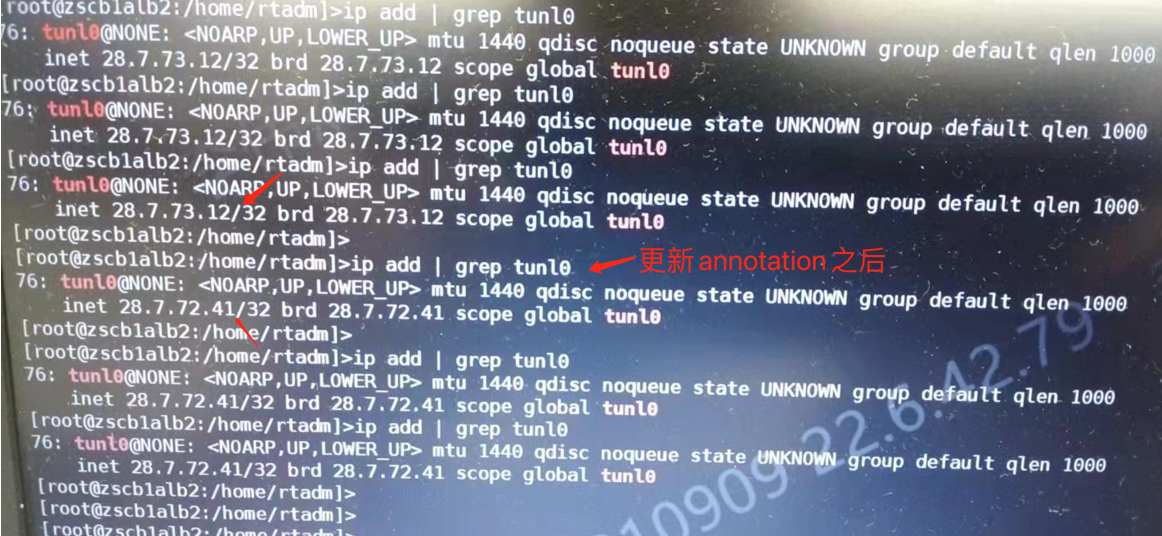 root@zscb1alb2:/home/rtadm]>ip add | grep tunl0
76: tunl0@NONE: <NOARP,UP,LOWER_UP> mtu 1440 qdisc noqueue state UNKNOWN group default qlen 1000
inet 28.7.73.12/32 brd 28.7.73.12 scope global tunl0
[root@zscb1alb2:/home/rtadm]>ip add | grep tunl0
76: tunl0@NONE: <NOARP,UP,LOWER_UP> mtu 1440 qdisc noqueue state UNKNOWN group default qlen 1000
inet 28.7.73.12/32 brd 28.7.73.12 scope global tunl0
[root@zscb1alb2:/home/rtadm]>ip add | grep tunl0
76: tunl0@NONE: <NOARP,UP,LOWER_UP> mtu 1440 qdisc noqueue state UNKNOWN group default qlen 1000
inet 28.7.73.12/32 brd 28.7.73.12 scope global tunl0
[root@zscb1alb2:/home/rtadm]>
[root@zscb1alb2:/home/rtadm]>ip add | grep tunl0 更新annotation之后
76: tunl0@NONE: <NOARP,UP,LOWER_UP> mtu 1440 qdisc noqueue state UNKNOWN group default qlen 1000
inet 28.7.72.41/32 brd 28.7.72.41 scope global tunl0
[root@zscb1alb2:/home/rtadm]>
[root@zscb1alb2:/home/rtadm]>ip add | grep tunl0
76: tunl0@NONE: <NOARP,UP,LOWER_UP> mtu 1440 qdisc noqueue state UNKNOWN group default qlen 1000
inet 28.7.72.41/32 brd 28.7.72.41 scope global tunl0
[root@zscb1alb2:/home/rtadm]>ip add | grep tunl0
76: tunl0@NONE: <NOARP,UP,LOWER_UP> mtu 1440 qdisc noqueue state UNKNOWN group default qlen 1000
inet 28.7.72.41/32 brd 28.7.72.41 scope global tunl0
[root@zscb1alb2:/home/rtadm]>
[root@zscb1alb2:/home/rtadm]>
[root@zscb1alb2:/home/rtadm]>
10909 22.6.42.79